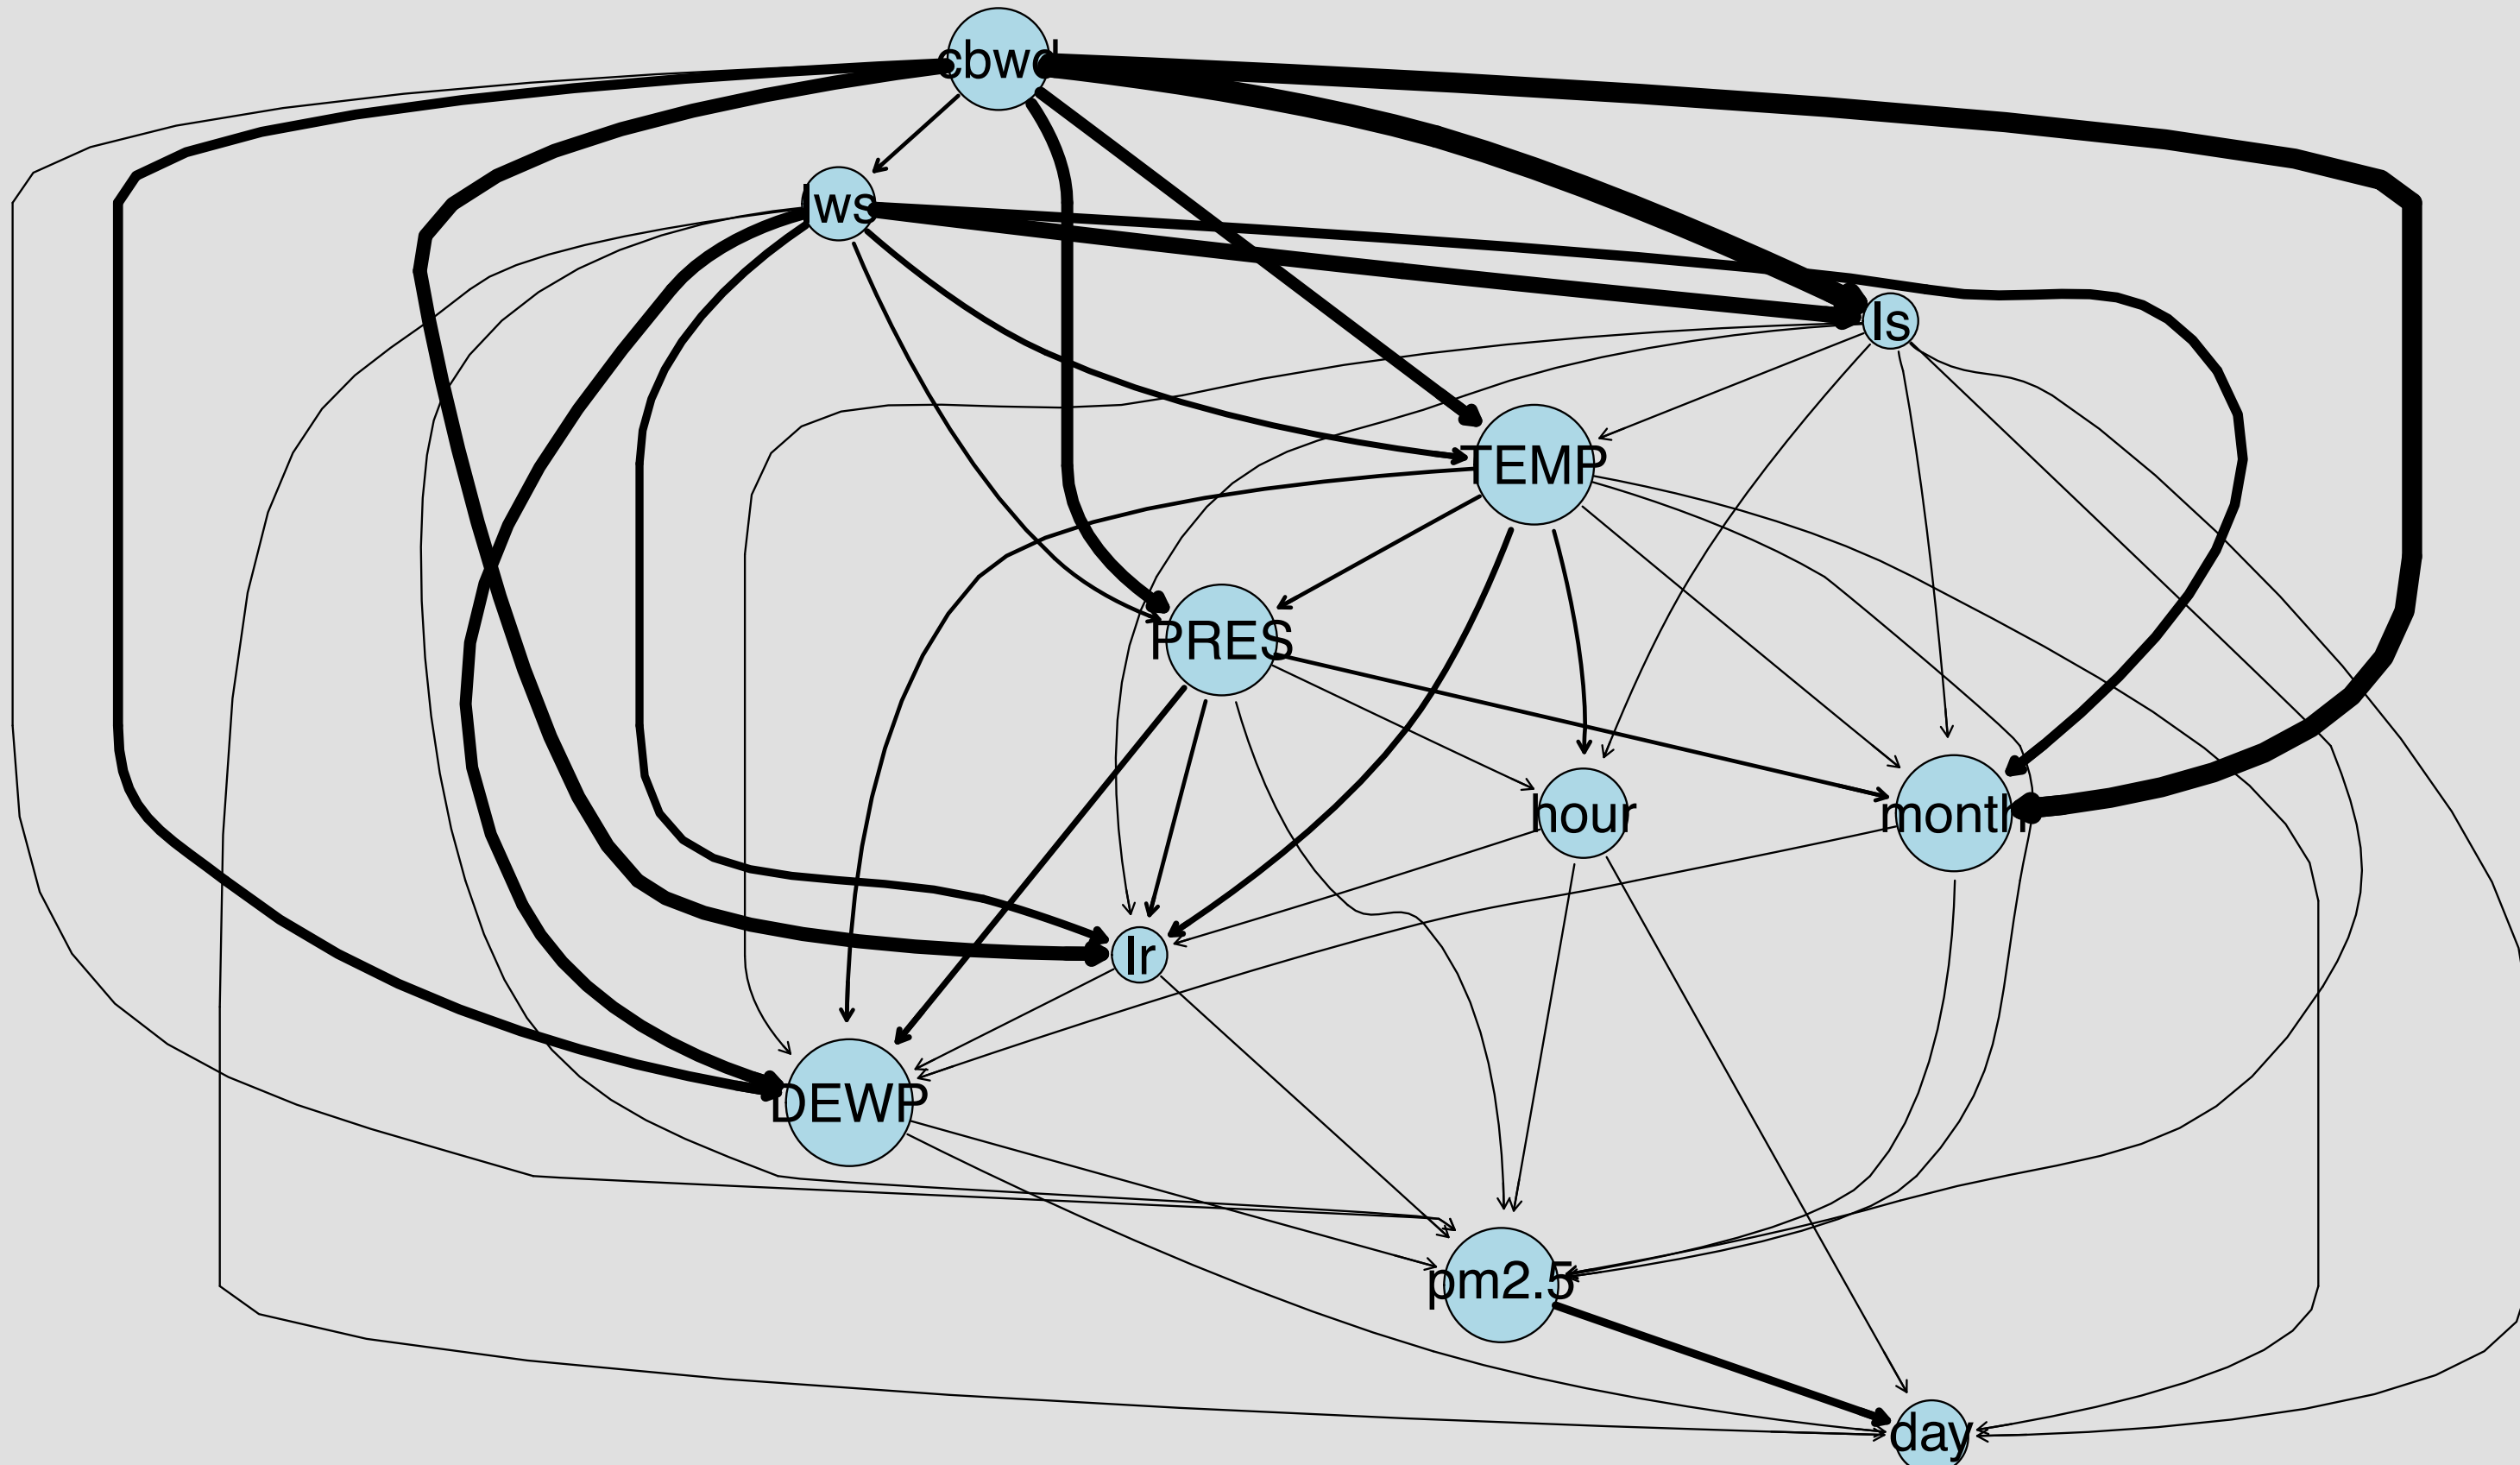 cbwd
Iws
Is
TEMP
PRES
hour
month
Ir
DEWP
pm2.5
day